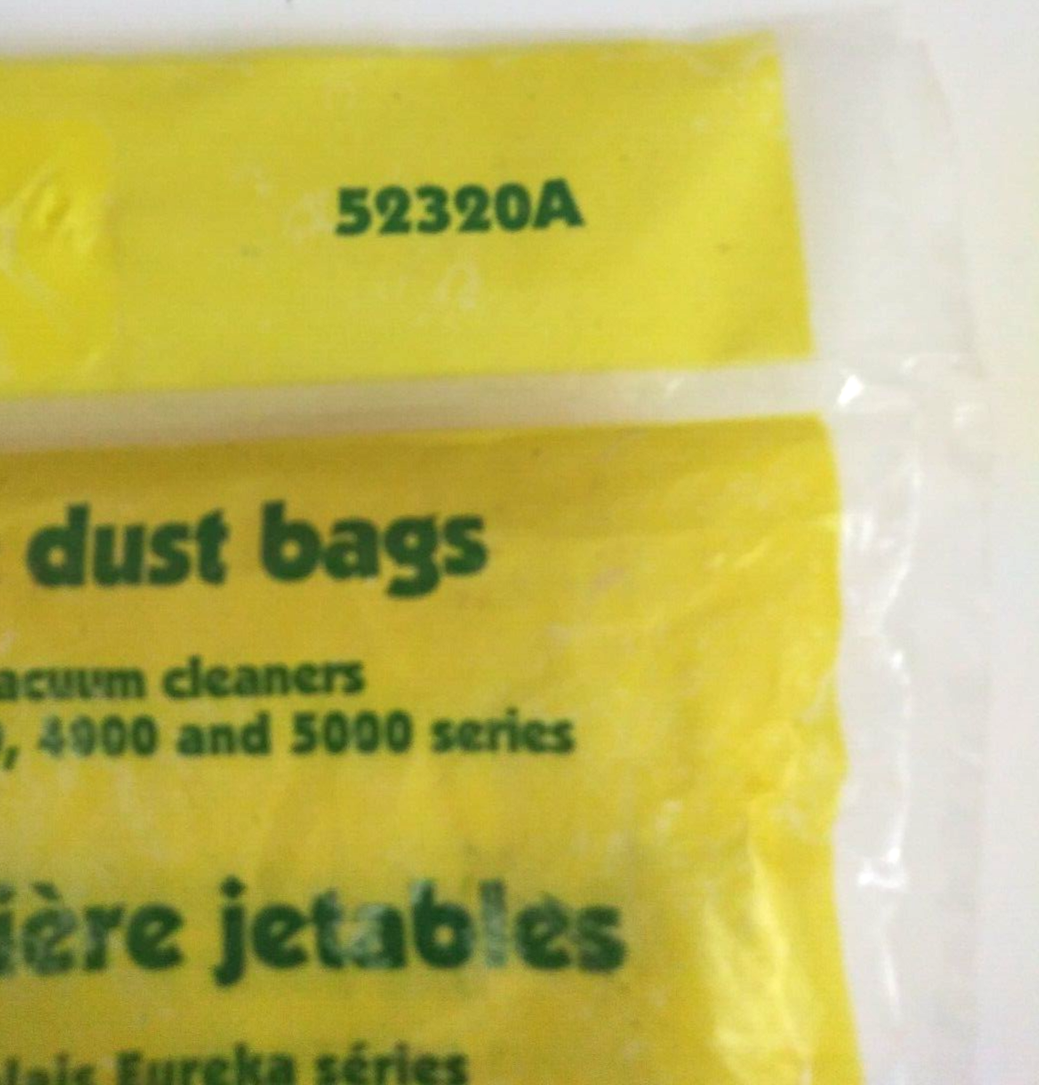 52320A
dust bags
acuum cleaners
, 4900 and 5000 series
ière jetables
Eureka séries